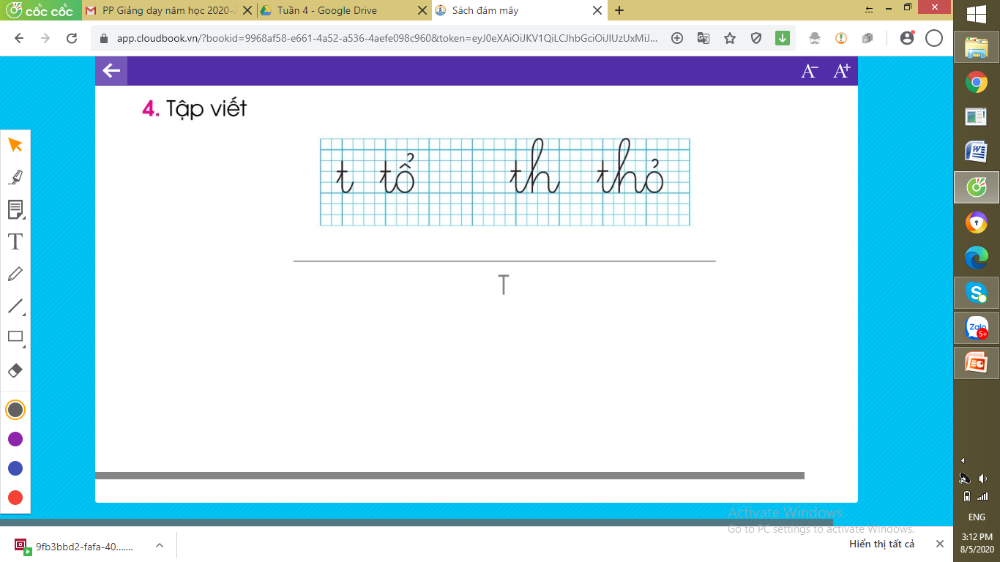 cốc cốc
PP Giảng dạy năm học 2020-2
Tuần 4 - Google Drive
Sách đám mây
app.cloudbook.vn/?bookid=9968af58-e661-4a52-a536-4aefe098c960&token=eyJ0eXAiOiJKV1QiLCJhbGciOiJIUzUxMiJ...
A- A+
4. Tập viết
t tổ th thỏ
T
T
Zalo
5+
Activate Windows
Go to PC settings to activate Windows.
ENG
3:12 PM
8/5/2020
9fb3bbd2-fafa-40.......
Hiển thị tất cả